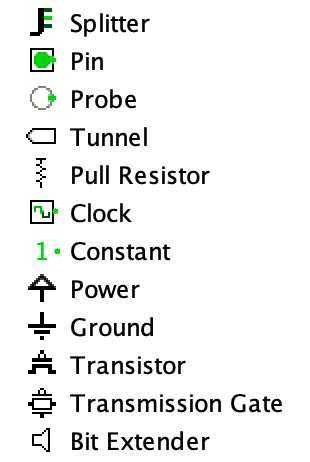 Splitter
Pin
Probe
Tunnel
Pull Resistor
Clock
1 Constant
Power
Ground
Transistor
Transmission Gate
Bit Extender